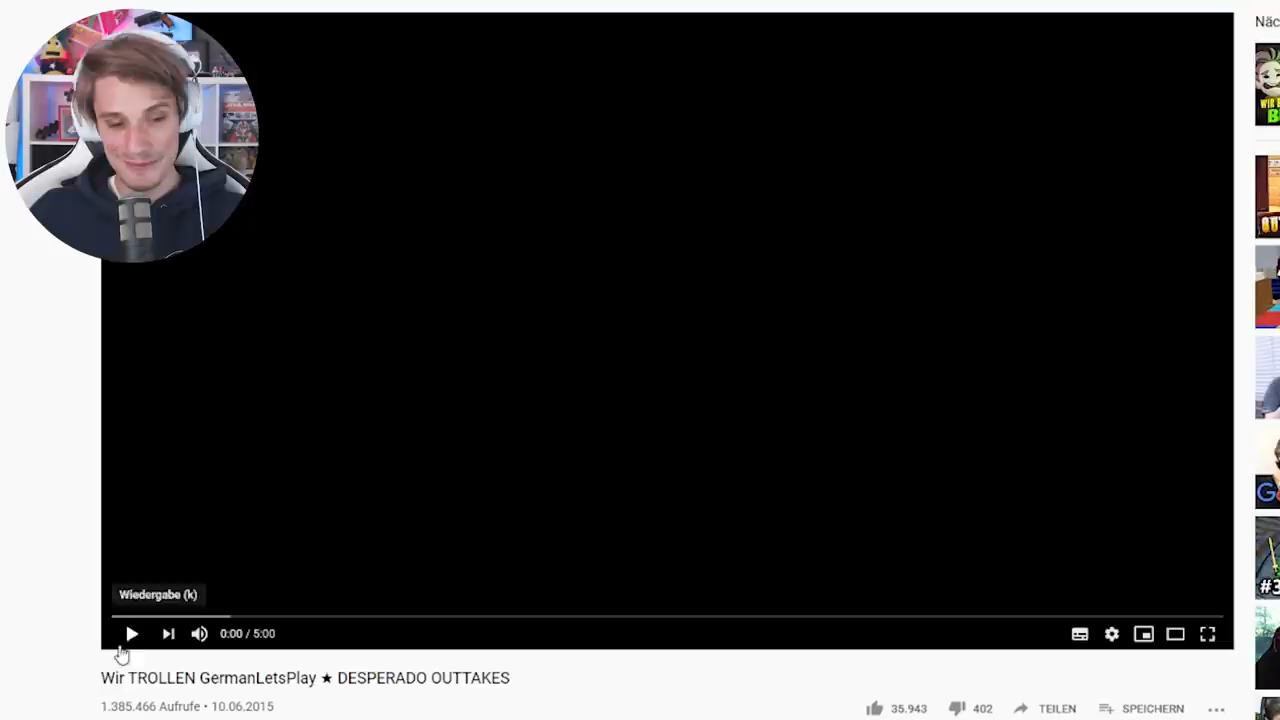 Näc
Wiedergabe (k)
0:00 / 5:00
Wir TROLLEN GermanLetsPlay ★ DESPERADO OUTTAKES
1.385.466 Aufrufe • 10.06.2015
35.943 402 TEILEN SPEICHERN
#3